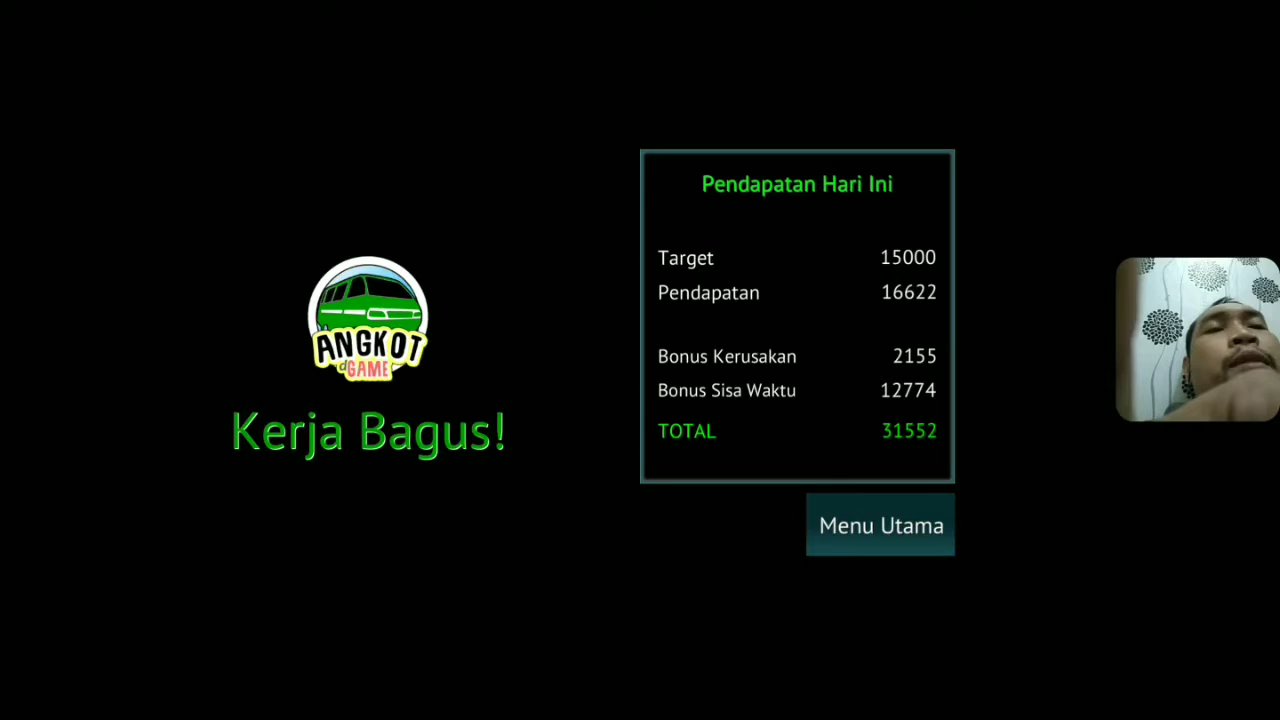 ANGKOT
d GAME
Kerja Bagus!
Pendapatan Hari Ini
Target 15000
Pendapatan 16622
Bonus Kerusakan 2155
Bonus Sisa Waktu 12774
TOTAL 31552
Menu Utama